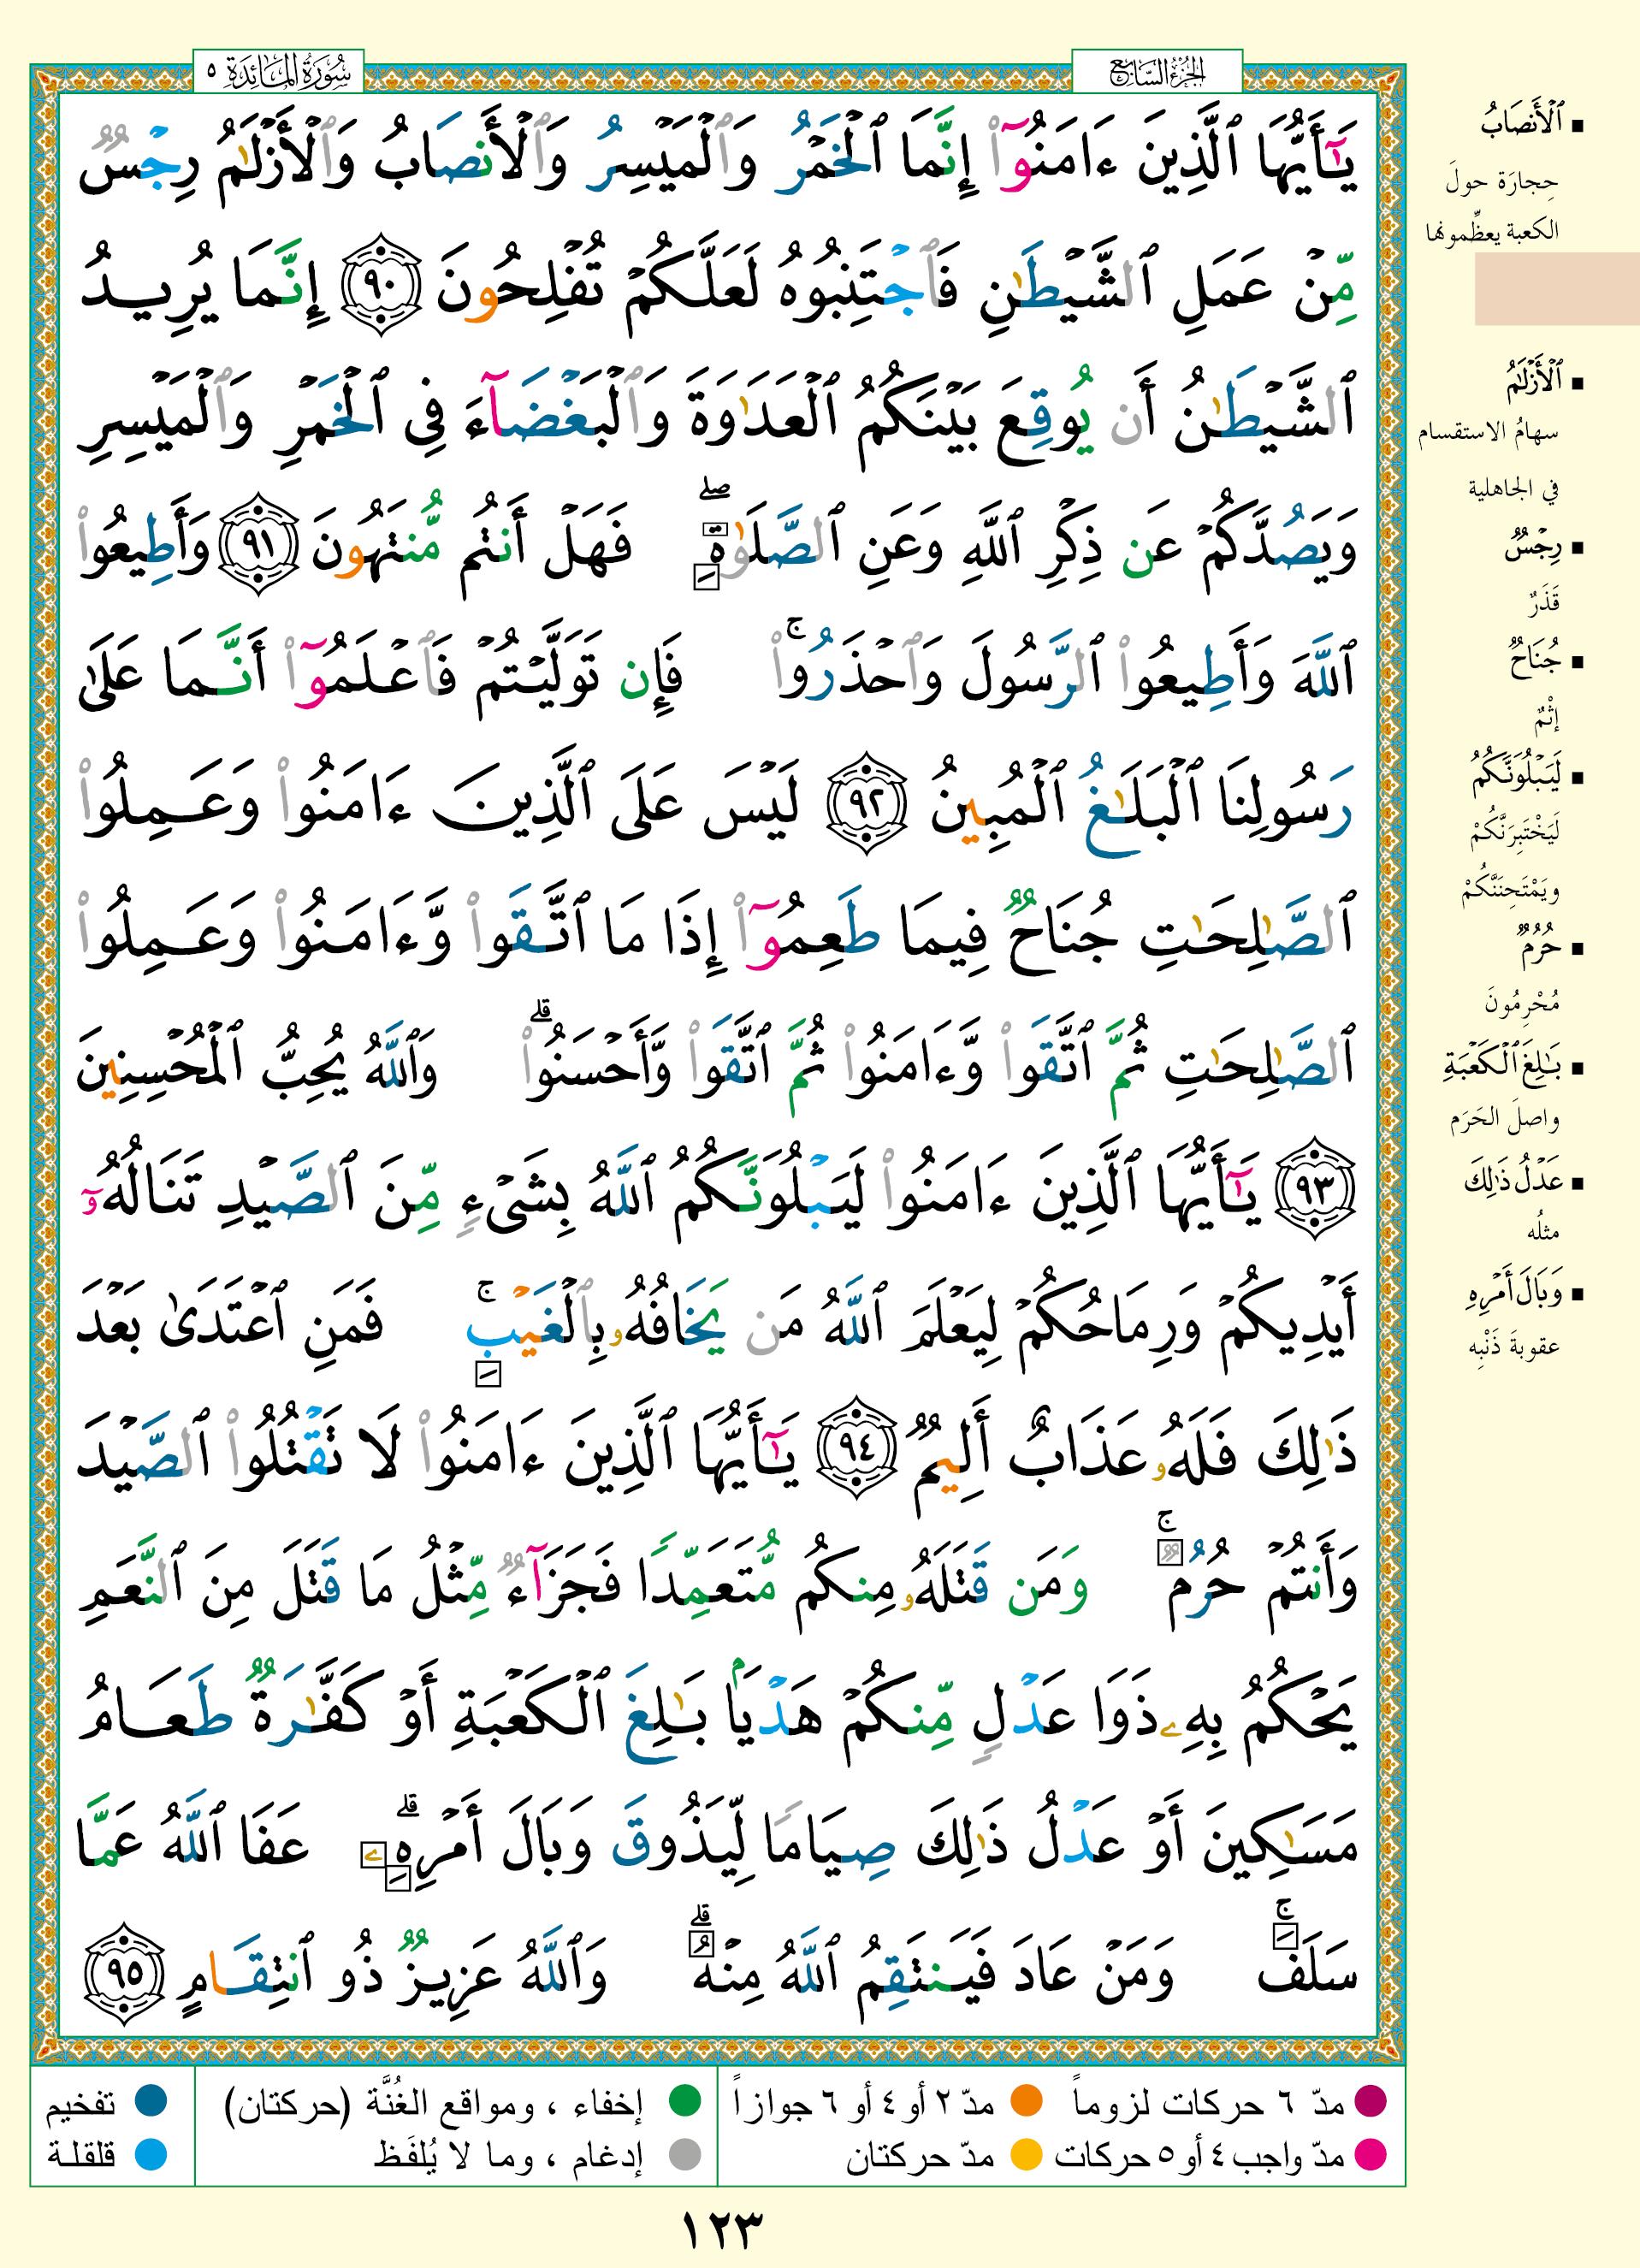 سُورَةُ المَائِدَةِ ٥
الجُزْءُ السَّابِعُ
يَـٰٓأَيُّهَا ٱلَّذِينَ ءَامَنُوٓا۟ إِنَّمَا ٱلْخَمْرُ وَٱلْمَيْسِرُ وَٱلْأَنصَابُ وَٱلْأَزْلَـٰمُ رِجْسٌ
مِّنْ عَمَلِ ٱلشَّيْطَـٰنِ فَٱجْتَنِبُوهُ لَعَلَّكُمْ تُفْلِحُونَ ٩٠ إِنَّمَا يُرِيدُ
ٱلشَّيْطَـٰنُ أَن يُوقِعَ بَيْنَكُمُ ٱلْعَدَٰوَةَ وَٱلْبَغْضَآءَ فِى ٱلْخَمْرِ وَٱلْمَيْسِرِ
وَيَصُدَّكُمْ عَن ذِكْرِ ٱللَّهِ وَعَنِ ٱلصَّلَوٰةِ ۖ فَهَلْ أَنتُم مُّنتَهُونَ ٩١ وَأَطِيعُوا۟
ٱللَّهَ وَأَطِيعُوا۟ ٱلرَّسُولَ وَٱحْذَرُوا۟ ۚ فَإِن تَوَلَّيْتُمْ فَٱعْلَمُوٓا۟ أَنَّمَا عَلَىٰ
رَسُولِنَا ٱلْبَلَـٰغُ ٱلْمُبِينُ ٩٢ لَيْسَ عَلَى ٱلَّذِينَ ءَامَنُوا۟ وَعَمِلُوا۟
ٱلصَّـٰلِحَـٰتِ جُنَاحٌ فِيمَا طَعِمُوٓا۟ إِذَا مَا ٱتَّقَوا۟ وَّءَامَنُوا۟ وَعَمِلُوا۟
ٱلصَّـٰلِحَـٰتِ ثُمَّ ٱتَّقَوا۟ وَّءَامَنُوا۟ ثُمَّ ٱتَّقَوا۟ وَّأَحْسَنُوا۟ ۗ وَٱللَّهُ يُحِبُّ ٱلْمُحْسِنِينَ
٩٣ يَـٰٓأَيُّهَا ٱلَّذِينَ ءَامَنُوا۟ لَيَبْلُوَنَّكُمُ ٱللَّهُ بِشَىْءٍ مِّنَ ٱلصَّيْدِ تَنَالُهُۥٓ
أَيْدِيكُمْ وَرِمَاحُكُمْ لِيَعْلَمَ ٱللَّهُ مَن يَخَافُهُۥ بِٱلْغَيْبِ ۚ فَمَنِ ٱعْتَدَىٰ بَعْدَ
ذَٰلِكَ فَلَهُۥ عَذَابٌ أَلِيمٌ ٩٤ يَـٰٓأَيُّهَا ٱلَّذِينَ ءَامَنُوا۟ لَا تَقْتُلُوا۟ ٱلصَّيْدَ
وَأَنتُمْ حُرُمٌ ۚ وَمَن قَتَلَهُۥ مِنكُم مُّتَعَمِّدًا فَجَزَآءٌ مِّثْلُ مَا قَتَلَ مِنَ ٱلنَّعَمِ
يَحْكُمُ بِهِۦ ذَوَا عَدْلٍ مِّنكُمْ هَدْيًۢا بَـٰلِغَ ٱلْكَعْبَةِ أَوْ كَفَّـٰرَةٌ طَعَامُ
مَسَـٰكِينَ أَوْ عَدْلُ ذَٰلِكَ صِيَامًا لِّيَذُوقَ وَبَالَ أَمْرِهِۦ ۗ عَفَا ٱللَّهُ عَمَّا
سَلَفَ ۚ وَمَنْ عَادَ فَيَنتَقِمُ ٱللَّهُ مِنْهُ ۗ وَٱللَّهُ عَزِيزٌ ذُو ٱنتِقَامٍ ٩٥
ٱلْأَنصَابُ
حِجارَة حولَ
الكعبة يعظِّمونها
ٱلْأَزْلَـٰمُ
سهامُ الاستقسام
في الجاهلية
رِجْسٌ
قَذَرٌ
جُنَاحٌ
إثْمٌ
لَيَبْلُوَنَّكُمُ
لَيَخْتَبِرَنَّكُمْ
ويَمْتَحِنَنَّكُمْ
حُرُمٌ
مُحْرِمُونَ
بَـٰلِغَ ٱلْكَعْبَةِ
واصلَ الحَرَم
عَدْلُ ذَٰلِكَ
مثلُه
وَبَالَ أَمْرِهِ
عقوبةَ ذَنْبِه
مدّ ٦ حركات لزوماً
مدّ ٢ أو ٤ أو ٦ جوازاً
إخفاء ، ومواقع الغُنَّة (حركتان)
تفخيم
مدّ واجب ٤ أو ٥ حركات
مدّ حركتان
إدغام ، وما لا يُلفَظ
قلقلة
١٢٣